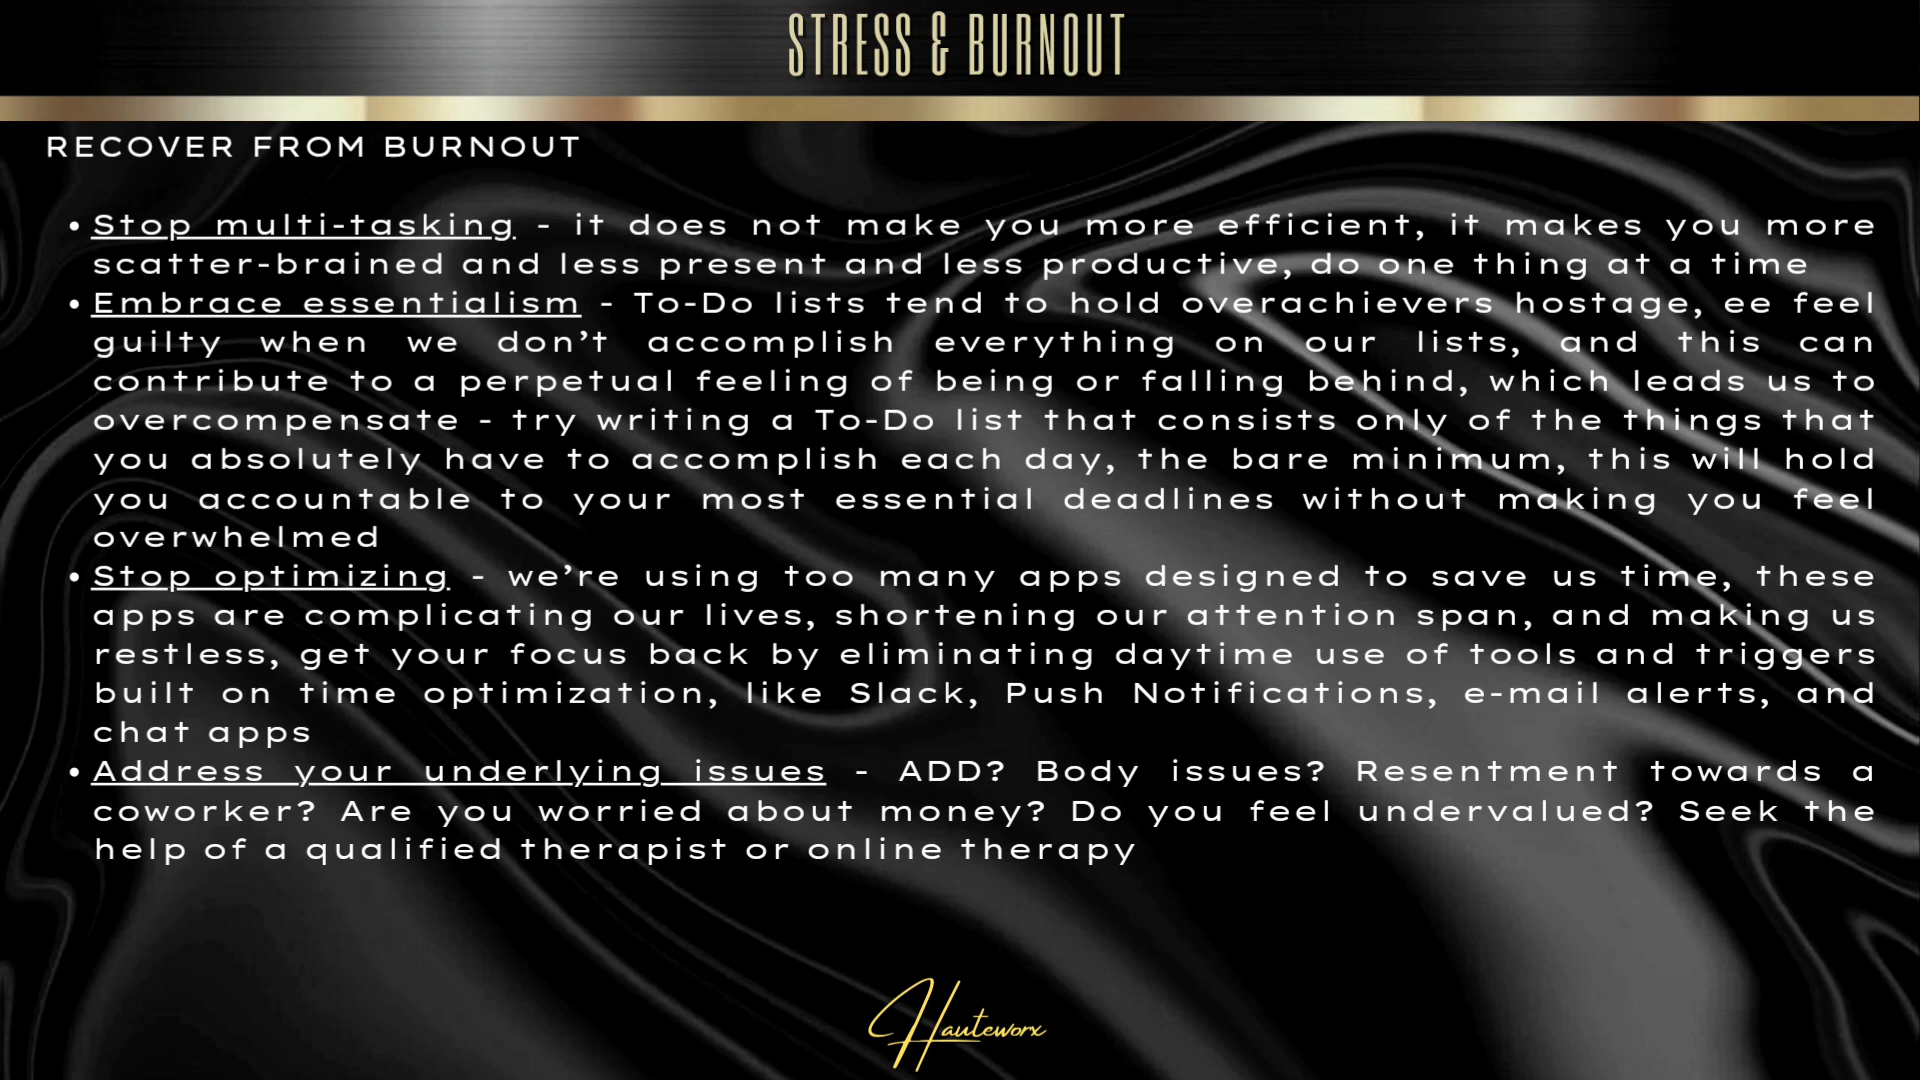 STRESS & BURNOUT
RECOVER FROM BURNOUT
• Stop multi-tasking - it does not make you more efficient, it makes you more
scatter-brained and less present and less productive, do one thing at a time
• Embrace essentialism - To-Do lists tend to hold overachievers hostage, ee feel
guilty when we don’t accomplish everything on our lists, and this can
contribute to a perpetual feeling of being or falling behind, which leads us to
overcompensate - try writing a To-Do list that consists only of the things that
you absolutely have to accomplish each day, the bare minimum, this will hold
you accountable to your most essential deadlines without making you feel
overwhelmed
• Stop optimizing - we’re using too many apps designed to save us time, these
apps are complicating our lives, shortening our attention span, and making us
restless, get your focus back by eliminating daytime use of tools and triggers
built on time optimization, like Slack, Push Notifications, e-mail alerts, and
chat apps
• Address your underlying issues - ADD? Body issues? Resentment towards a
coworker? Are you worried about money? Do you feel undervalued? Seek the
help of a qualified therapist or online therapy
Hauteworx